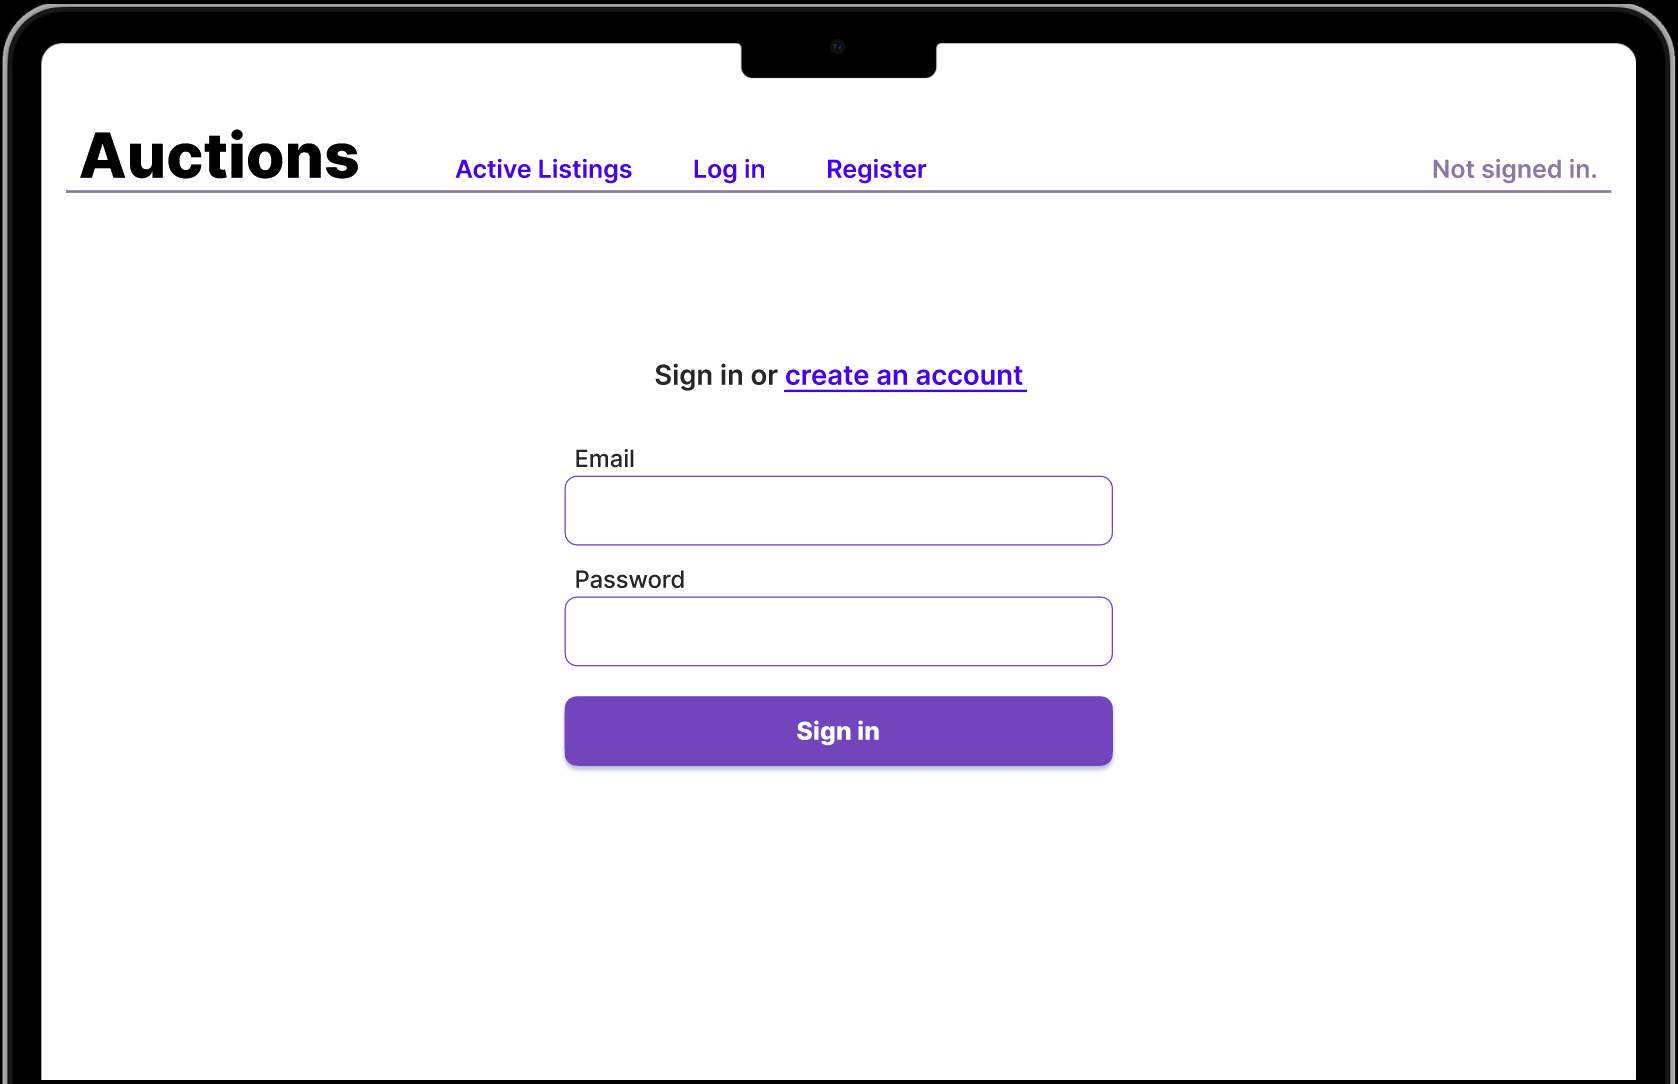 Auctions
Active Listings Log in Register Not signed in.
Sign in or create an account
Email
Password
Sign in